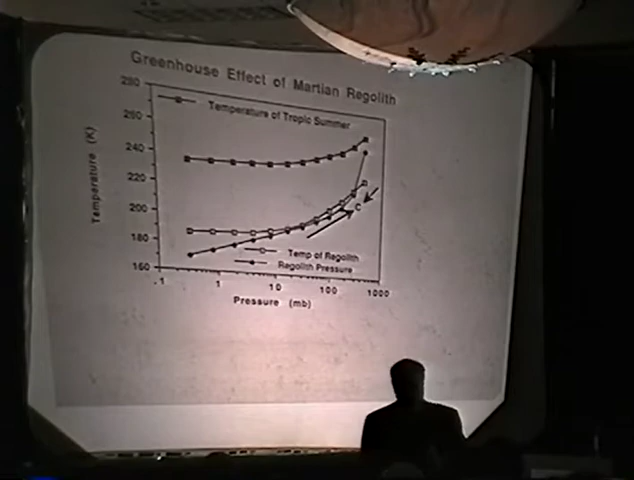 Greenhouse Effect of Martian Regolith
280
260
240
220
200
180
160
Temperature (K)
Temperature of Tropic Summer
C
Temp of Regolith
Regolith Pressure
.1 1 10 100 1000
Pressure (mb)